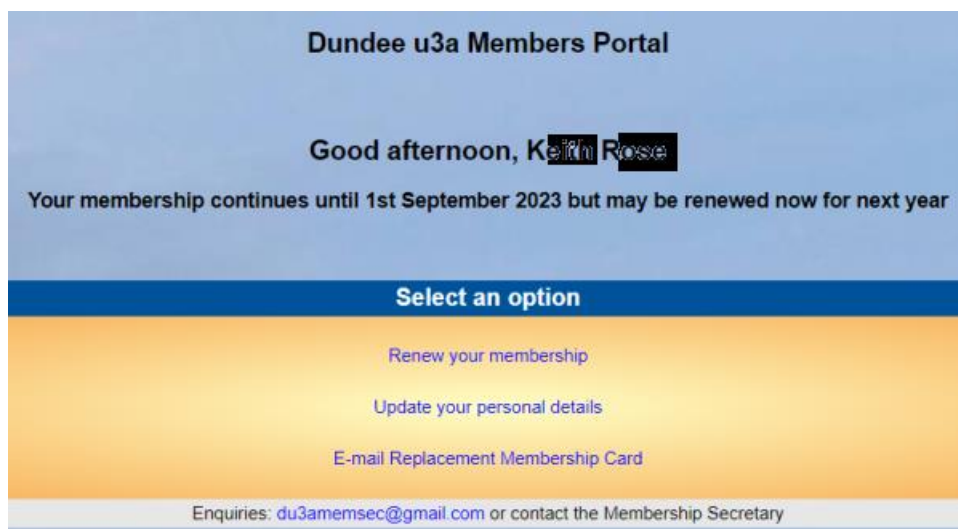 Dundee u3a Members Portal
Good afternoon, Keith Rose
Your membership continues until 1st September 2023 but may be renewed now for next year
Select an option
Renew your membership
Update your personal details
E-mail Replacement Membership Card
Enquiries: du3amemsec@gmail.com or contact the Membership Secretary